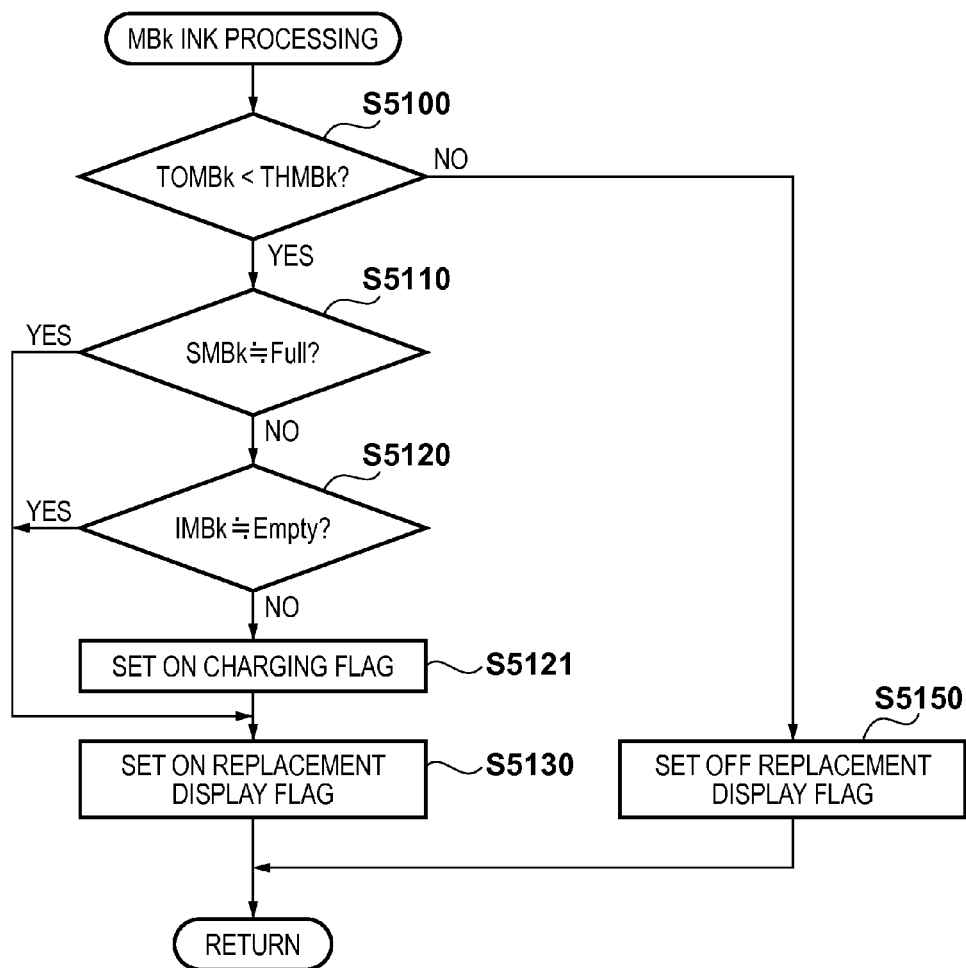 MBk INK PROCESSING
S5100
TOMBk < THMBk?
NO
YES
S5110
YES
SMBk≒Full?
NO
S5120
YES
IMBk≒Empty?
NO
SET ON CHARGING FLAG
S5121
S5150
SET ON REPLACEMENT
DISPLAY FLAG
S5130
SET OFF REPLACEMENT
DISPLAY FLAG
RETURN